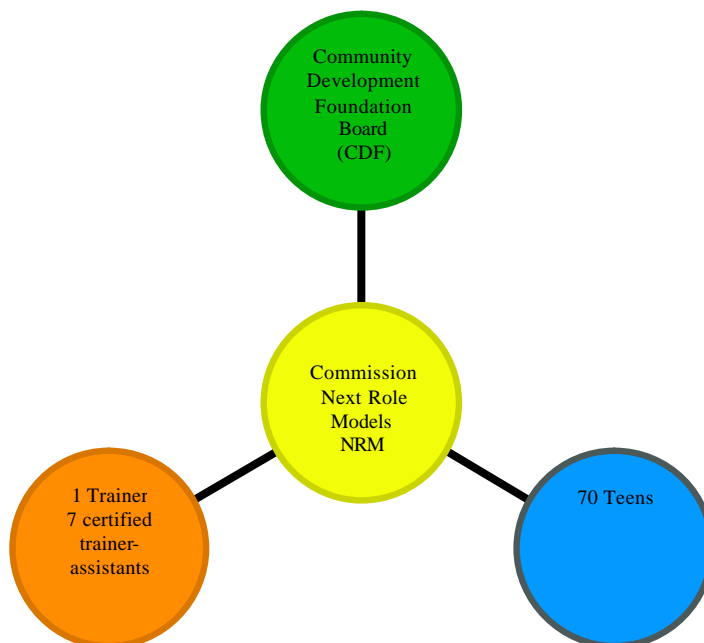 Community
Development
Foundation
Board
(CDF)
Commission
Next Role
Models
NRM
1 Trainer
7 certified
trainer-
assistants
70 Teens